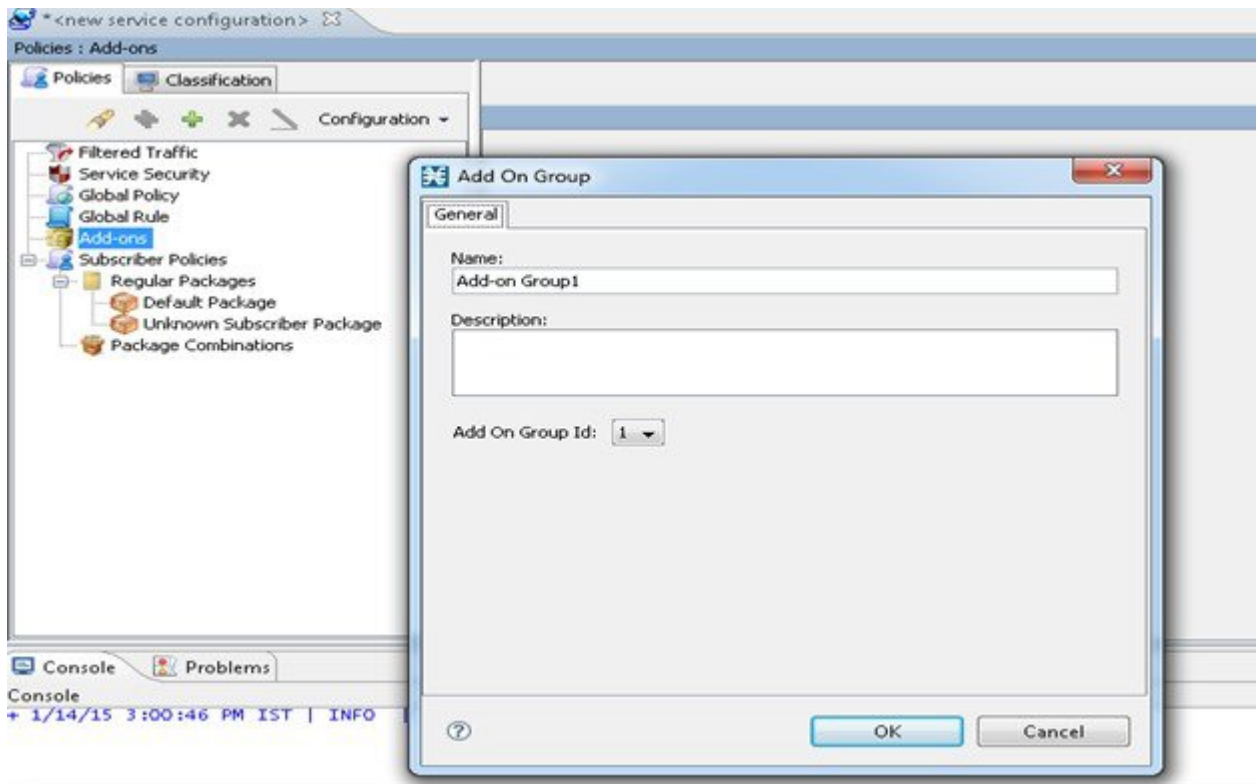 *<new service configuration>
Policies : Add-ons
Policies
Classification
Configuration
Filtered Traffic
Service Security
Global Policy
Global Rule
Add-ons
Subscriber Policies
Regular Packages
Default Package
Unknown Subscriber Package
Package Combinations
Add On Group
General
Name:
Add-on Group1
Description:
Add On Group Id: 1
OK
Cancel
Console
Problems
Console
+ 1/14/15 3:00:46 PM IST | INFO |